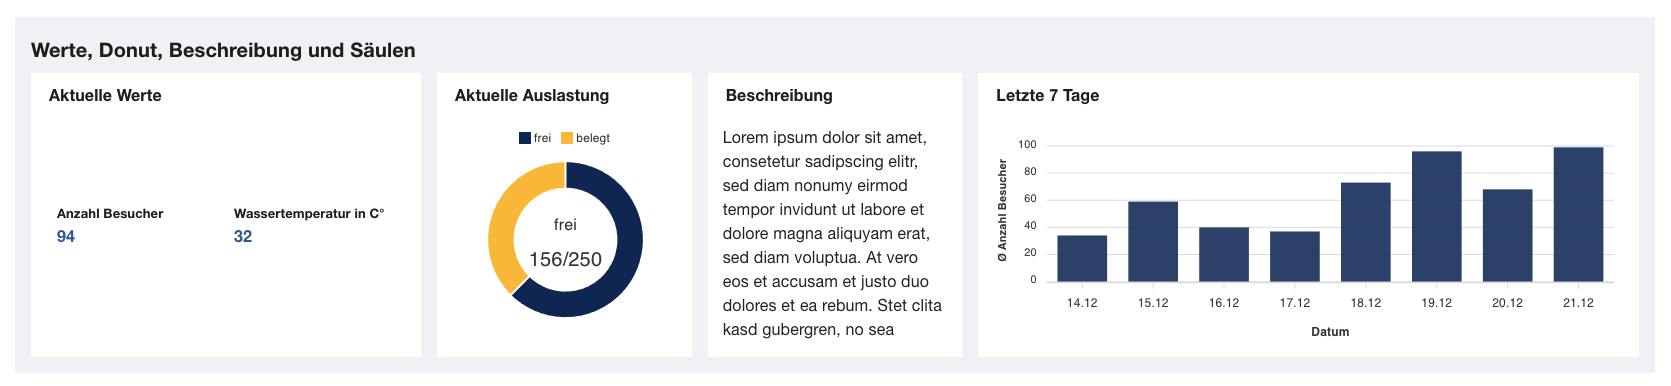 Werte, Donut, Beschreibung und Säulen
Aktuelle Werte
Anzahl Besucher
94
Wassertemperatur in C°
32
Aktuelle Auslastung
frei
belegt
frei
156/250
Beschreibung
Lorem ipsum dolor sit amet,
consetetur sadipscing elitr,
sed diam nonumy eirmod
tempor invidunt ut labore et
dolore magna aliquyam erat,
sed diam voluptua. At vero
eos et accusam et justo duo
dolores et ea rebum. Stet clita
kasd gubergren, no sea
Letzte 7 Tage
Ø Anzahl Besucher
100
80
60
40
20
0
14.12
15.12
16.12
17.12
18.12
19.12
20.12
21.12
Datum